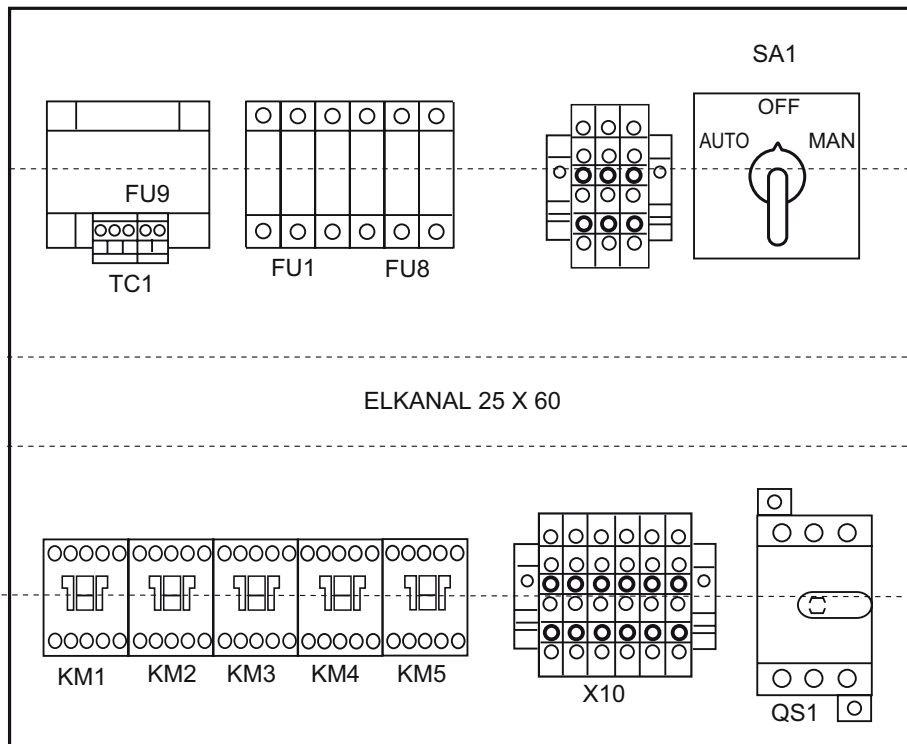 SA1
OFF
AUTO MAN
FU9
TC1
FU1 FU8
ELKANAL 25 X 60
KM1 KM2 KM3 KM4 KM5
X10
QS1